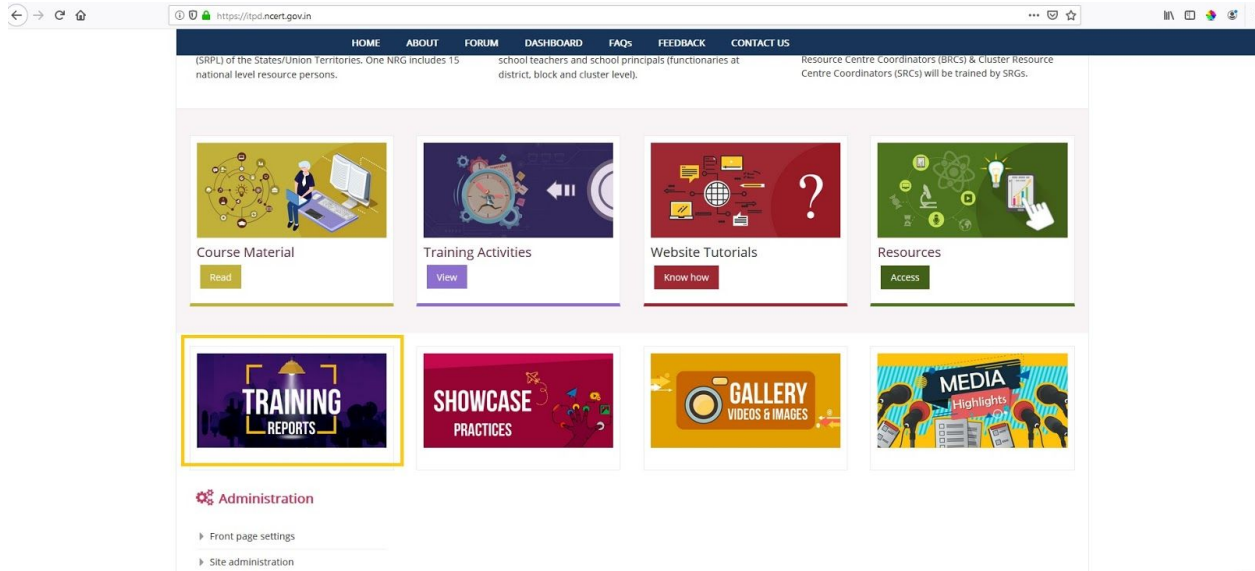 https://itpd.ncert.gov.in
HOME ABOUT FORUM DASHBOARD FAQs FEEDBACK CONTACT US
(SRPL) of the States/Union Territories. One NRG includes 15
national level resource persons.
school teachers and school principals (functionaries at
district, block and cluster level).
Resource Centre Coordinators (BRCs) & Cluster Resource
Centre Coordinators (SRCs) will be trained by SRGs.
Course Material
Read
Training Activities
View
Website Tutorials
Know how
Resources
Access
TRAINING
REPORTS
SHOWCASE
PRACTICES
GALLERY
VIDEOS & IMAGES
MEDIA
Highlights
Administration
Front page settings
Site administration